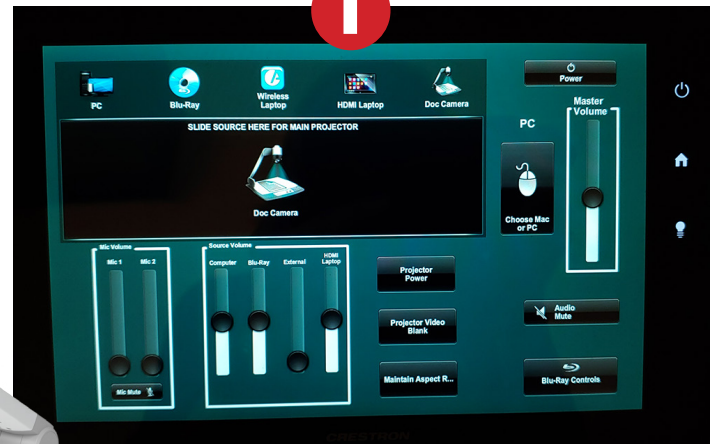 1
PC
Blu-Ray
Wireless
Laptop
HDMI Laptop
Doc Camera
SLIDE SOURCE HERE FOR MAIN PROJECTOR
Doc Camera
Power
Master
Volume
PC
Choose Mac
or PC
Mic Volume
Mic 1
Mic 2
Mic Mute
Source Volume
Computer
Blu-Ray
External
HDMI
Laptop
Projector
Power
Projector Video
Blank
Maintain Aspect R...
Audio
Mute
Blu-Ray Controls
CRESTRON